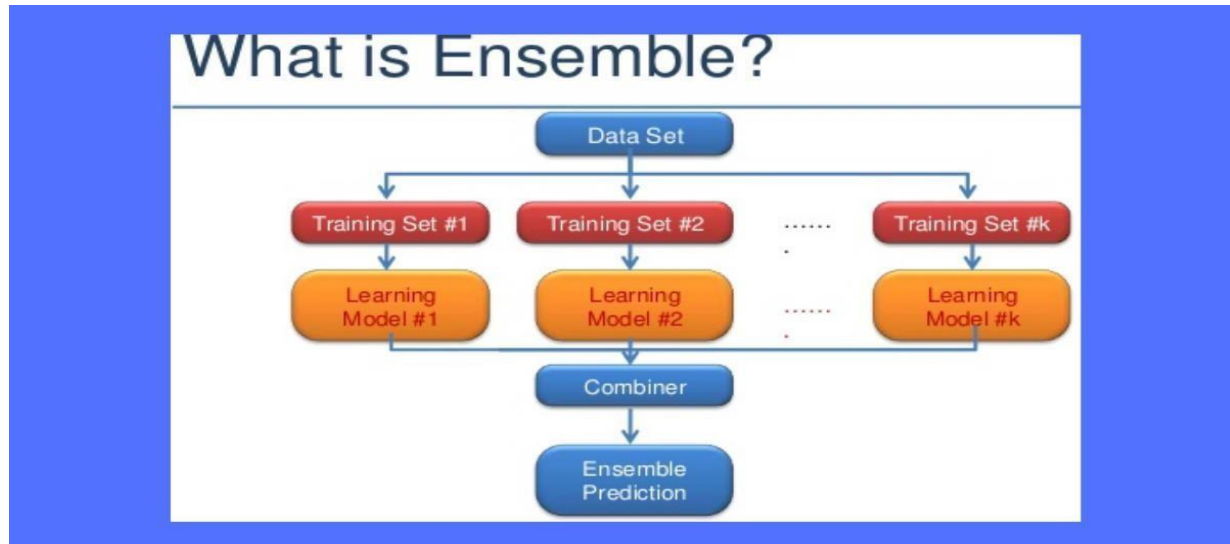 What is Ensemble?
Data Set
Training Set #1
Training Set #2
.......
Training Set #k
Learning
Model #1
Learning
Model #2
.......
Learning
Model #k
Combiner
Ensemble
Prediction